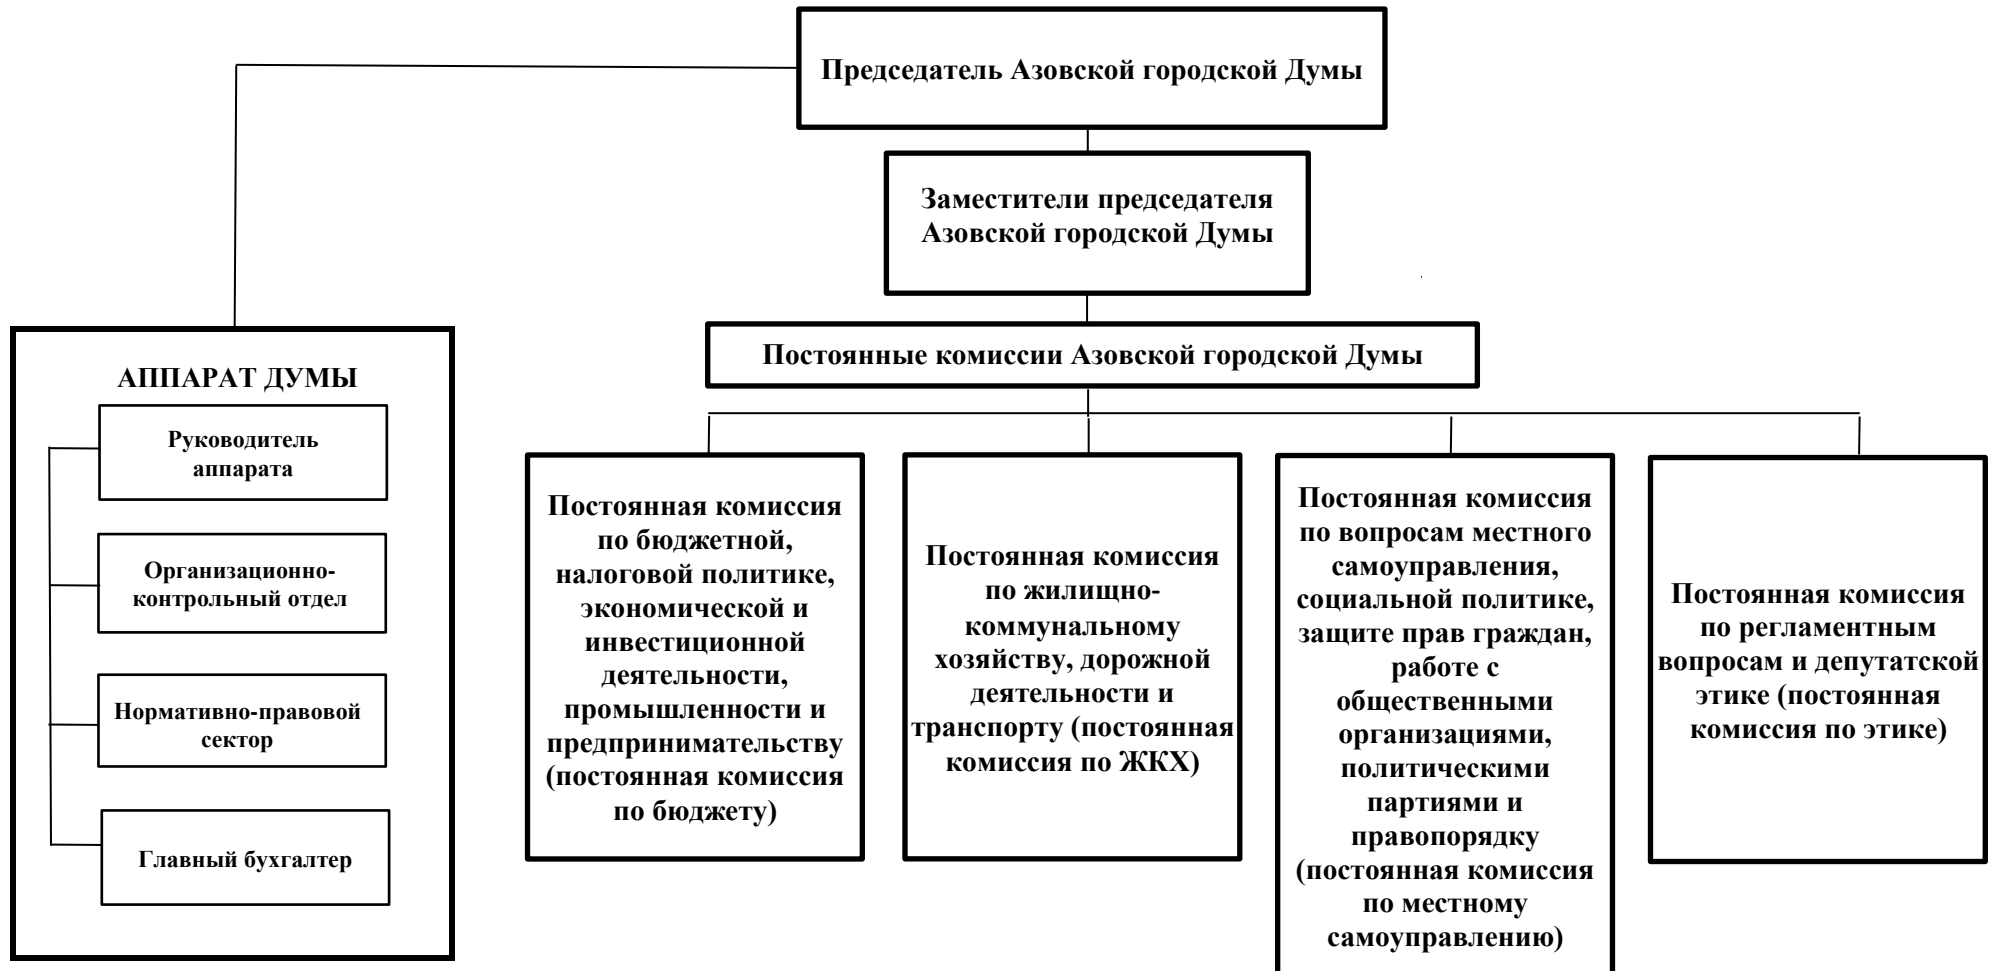 Председатель Азовской городской Думы
Заместители председателя
Азовской городской Думы
Постоянные комиссии Азовской городской Думы
АППАРАТ ДУМЫ
Руководитель
аппарата
Организационно-
контрольный отдел
Нормативно-правовой
сектор
Главный бухгалтер
Постоянная комиссия
по бюджетной,
налоговой политике,
экономической и
инвестиционной
деятельности,
промышленности и
предпринимательству
(постоянная комиссия
по бюджету)
Постоянная комиссия
по жилищно-
коммунальному
хозяйству, дорожной
деятельности и
транспорту (постоянная
комиссия по ЖКХ)
Постоянная комиссия
по вопросам местного
самоуправления,
социальной политике,
защите прав граждан,
работе с
общественными
организациями,
политическими
партиями и
правопорядку
(постоянная комиссия
по местному
самоуправлению)
Постоянная комиссия
по регламентным
вопросам и депутатской
этике (постоянная
комиссия по этике)